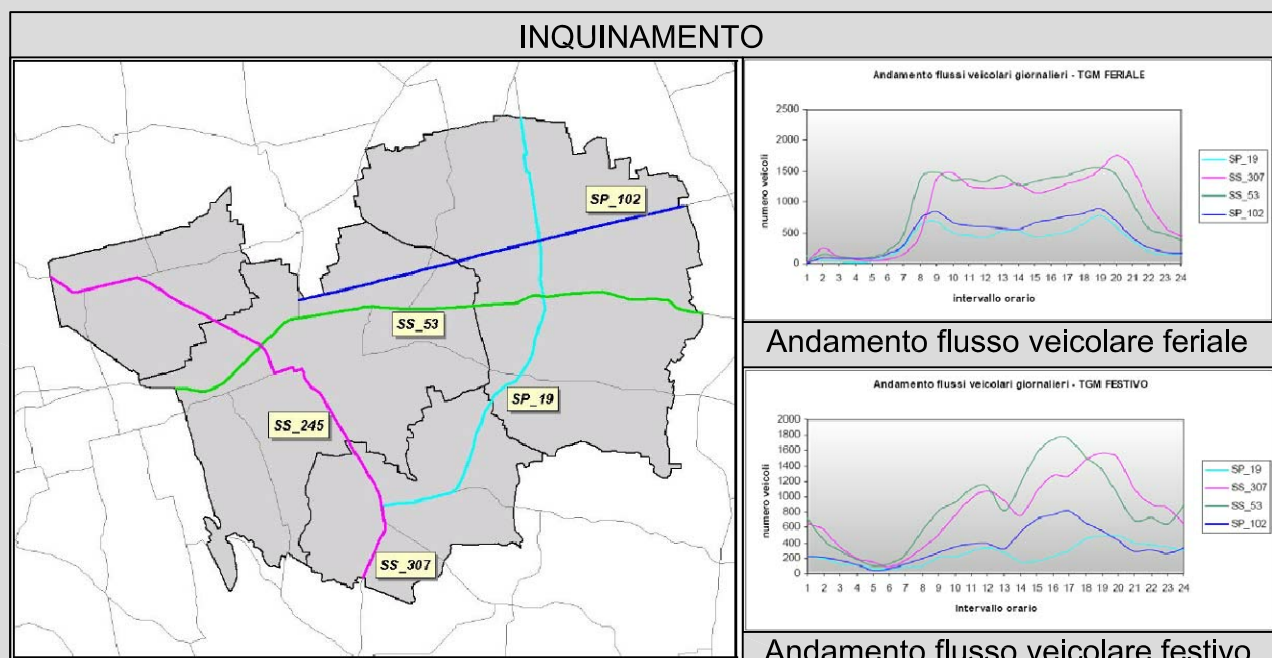 INQUINAMENTO
SP_102
SS_53
SP_19
SS_245
SS_307
Andamento flussi veicolari giornalieri - TGM FERIALE
numero veicoli
2500
2000
1500
1000
500
0
1 2 3 4 5 6 7 8 9 10 11 12 13 14 15 16 17 18 19 20 21 22 23 24
intervallo orario
SP_19
SS_307
SS_53
SP_102
Andamento flusso veicolare feriale
Andamento flussi veicolari giornalieri - TGM FESTIVO
numero veicoli
2000
1800
1600
1400
1200
1000
800
600
400
200
0
1 2 3 4 5 6 7 8 9 10 11 12 13 14 15 16 17 18 19 20 21 22 23 24
intervallo orario
SP_19
SS_307
SS_53
SP_102
Andamento flusso veicolare festivo